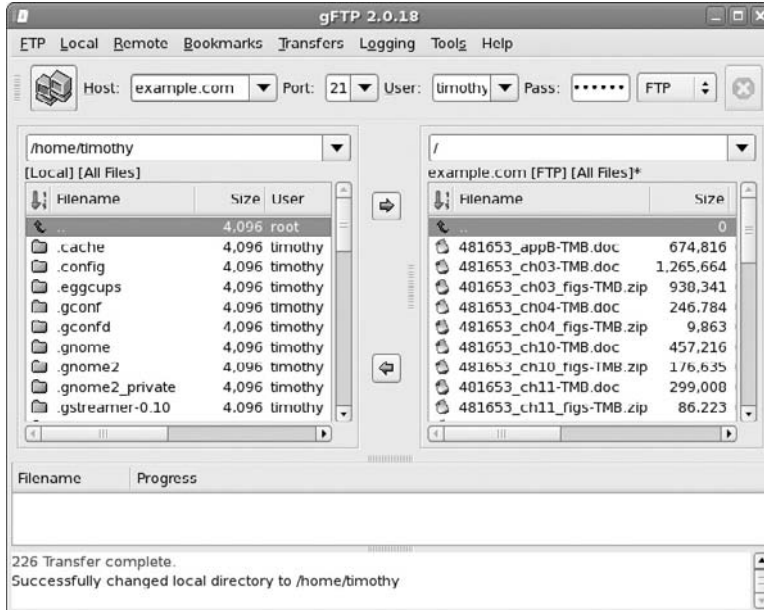 gFTP 2.0.18
FTP Local Remote Bookmarks Transfers Logging Tools Help
Host: example.com Port: 21 User: timothy Pass: •••••• FTP
/home/timothy
[Local] [All Files]
Filename Size User
.. 4,096 root
.cache 4,096 timothy
.config 4,096 timothy
.eggcups 4,096 timothy
.gconf 4,096 timothy
.gconfd 4,096 timothy
.gnome 4,096 timothy
.gnome2 4,096 timothy
.gnome2_private 4,096 timothy
.gstreamer-0.10 4,096 timothy
/
example.com [FTP] [All Files]*
Filename Size
.. 0
481653_appB-TMB.doc 674,816
481653_ch03-TMB.doc 1,265,664
481653_ch03_figs-TMB.zip 938,341
481653_ch04-TMB.doc 246,784
481653_ch04_figs-TMB.zip 9,863
481653_ch10-TMB.doc 457,216
481653_ch10_figs-TMB.zip 176,635
481653_ch11-TMB.doc 299,008
481653_ch11_figs-TMB.zip 86,223
Filename Progress
226 Transfer complete.
Successfully changed local directory to /home/timothy